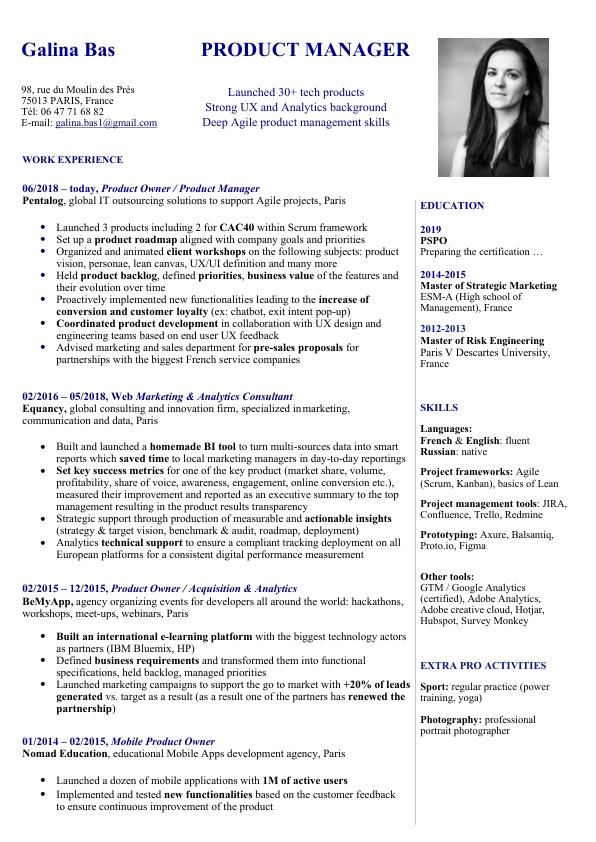 Galina Bas
PRODUCT MANAGER
98, rue du Moulin des Près
75013 PARIS, France
Tél: 06 47 71 68 82
E-mail: galina.bas1@gmail.com
Launched 30+ tech products
Strong UX and Analytics background
Deep Agile product management skills
WORK EXPERIENCE
06/2018 – today, Product Owner / Product Manager
Pentalog, global IT outsourcing solutions to support Agile projects, Paris
• Launched 3 products including 2 for CAC40 within Scrum framework
• Set up a product roadmap aligned with company goals and priorities
• Organized and animated client workshops on the following subjects: product
vision, personae, lean canvas, UX/UI definition and many more
• Held product backlog, defined priorities, business value of the features and
their evolution over time
• Proactively implemented new functionalities leading to the increase of
conversion and customer loyalty (ex: chatbot, exit intent pop-up)
• Coordinated product development in collaboration with UX design and
engineering teams based on end user UX feedback
• Advised marketing and sales department for pre-sales proposals for
partnerships with the biggest French service companies
02/2016 – 05/2018, Web Marketing & Analytics Consultant
Equancy, global consulting and innovation firm, specialized in marketing,
communication and data, Paris
• Built and launched a homemade BI tool to turn multi-sources data into smart
reports which saved time to local marketing managers in day-to-day reportings
• Set key success metrics for one of the key product (market share, volume,
profitability, share of voice, awareness, engagement, online conversion etc.),
measured their improvement and reported as an executive summary to the top
management resulting in the product results transparency
• Strategic support through production of measurable and actionable insights
(strategy & target vision, benchmark & audit, roadmap, deployment)
• Analytics technical support to ensure a compliant tracking deployment on all
European platforms for a consistent digital performance measurement
02/2015 – 12/2015, Product Owner / Acquisition & Analytics
BeMyApp, agency organizing events for developers all around the world: hackathons,
workshops, meet-ups, webinars, Paris
• Built an international e-learning platform with the biggest technology actors
as partners (IBM Bluemix, HP)
• Defined business requirements and transformed them into functional
specifications, held backlog, managed priorities
• Launched marketing campaigns to support the go to market with +20% of leads
generated vs. target as a result (as a result one of the partners has renewed the
partnership)
01/2014 – 02/2015, Mobile Product Owner
Nomad Education, educational Mobile Apps development agency, Paris
• Launched a dozen of mobile applications with 1M of active users
• Implemented and tested new functionalities based on the customer feedback
to ensure continuous improvement of the product
EDUCATION
2019
PSPO
Preparing the certification …
2014-2015
Master of Strategic Marketing
ESM-A (High school of
Management), France
2012-2013
Master of Risk Engineering
Paris V Descartes University,
France
SKILLS
Languages:
French & English: fluent
Russian: native
Project frameworks: Agile
(Scrum, Kanban), basics of Lean
Project management tools: JIRA,
Confluence, Trello, Redmine
Prototyping: Axure, Balsamiq,
Proto.io, Figma
Other tools:
GTM / Google Analytics
(certified), Adobe Analytics,
Adobe creative cloud, Hotjar,
Hubspot, Survey Monkey
EXTRA PRO ACTIVITIES
Sport: regular practice (power
training, yoga)
Photography: professional
portrait photographer